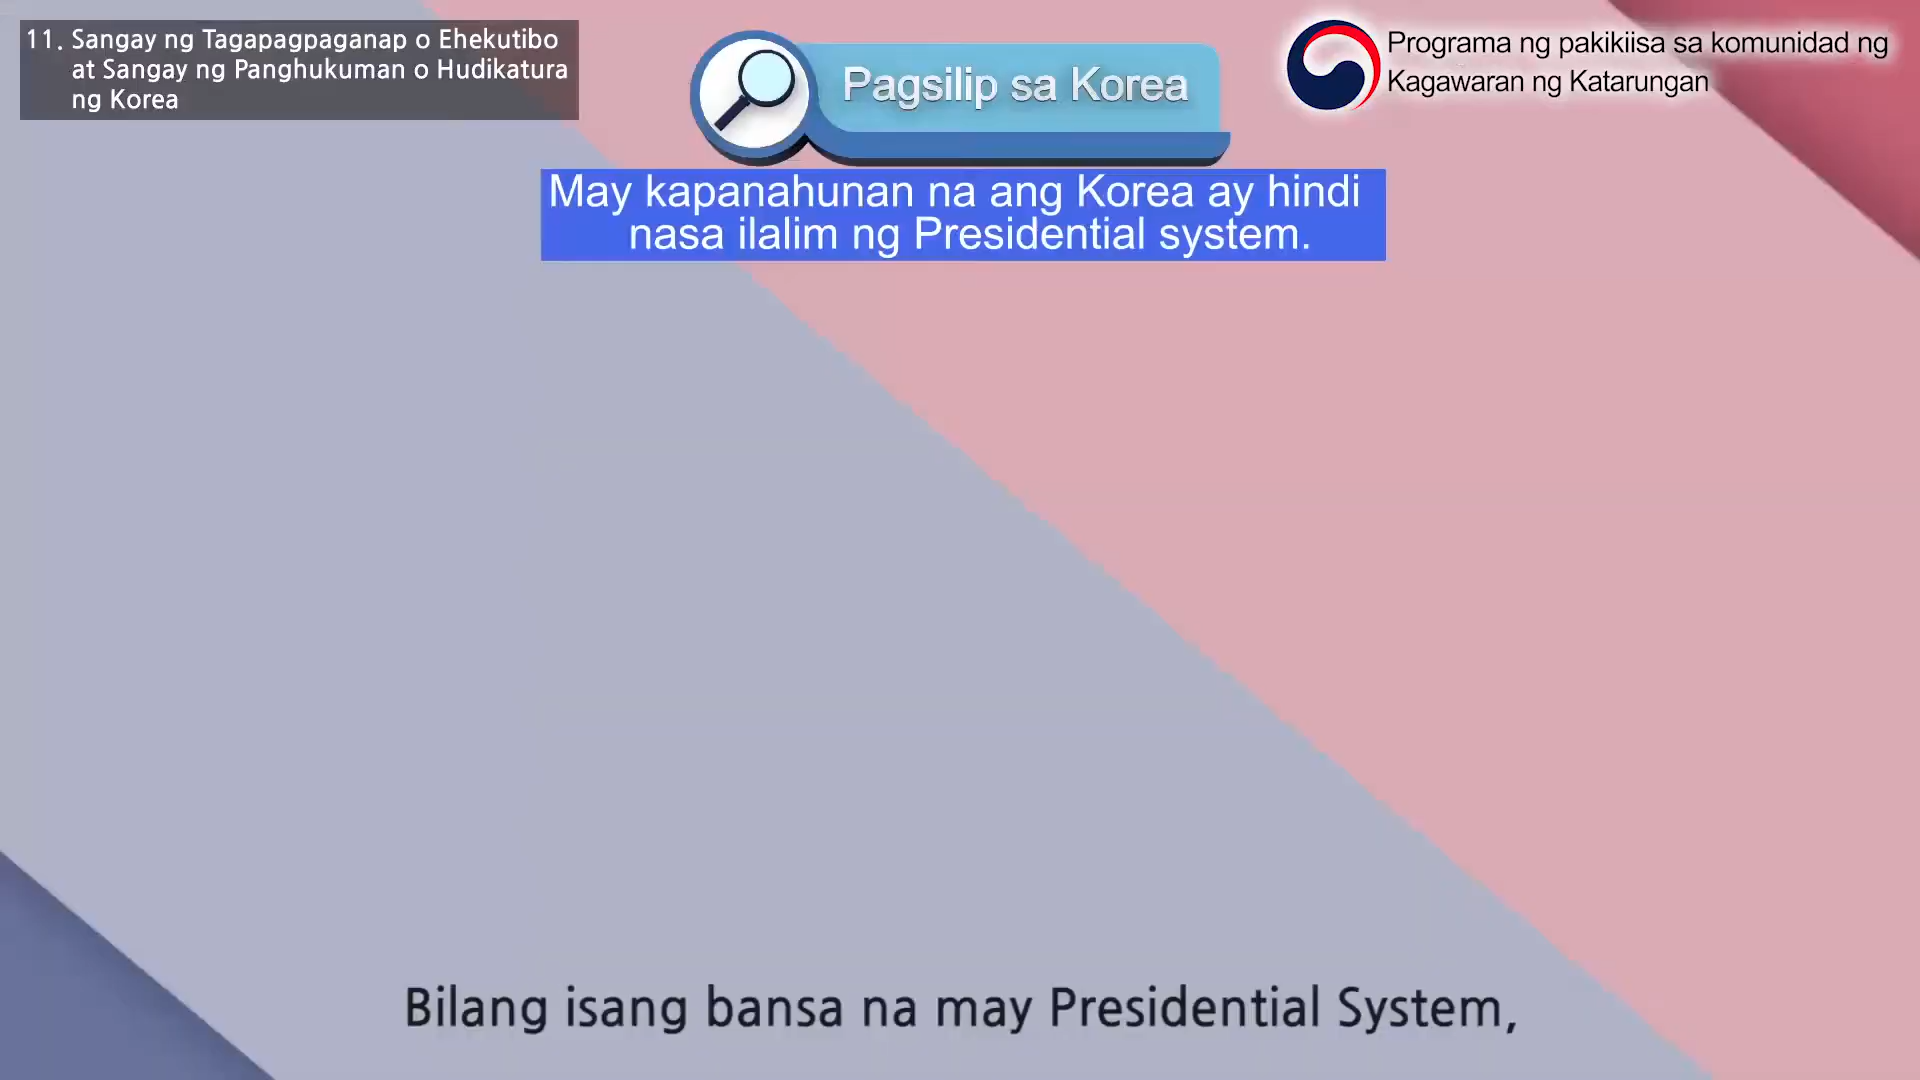 11. Sangay ng Tagapagpaganap o Ehekutibo
at Sangay ng Panghukuman o Hudikatura
ng Korea
Pagsilip sa Korea
Programa ng pakikiisa sa komunidad ng
Kagawaran ng Katarungan
May kapanahunan na ang Korea ay hindi
nasa ilalim ng Presidential system.
Bilang isang bansa na may Presidential System,